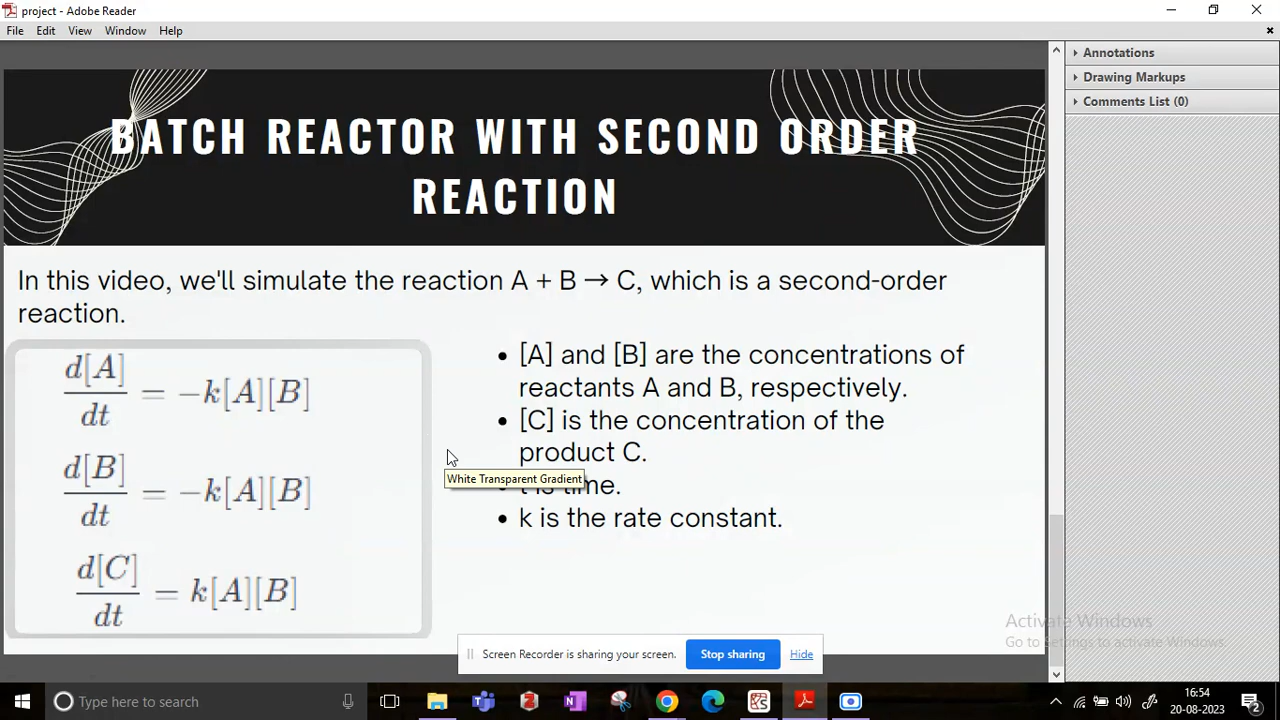 project - Adobe Reader
File Edit View Window Help
Annotations
Drawing Markups
Comments List (0)
BATCH REACTOR WITH SECOND ORDER
REACTION
In this video, we'll simulate the reaction A + B → C, which is a second-order
reaction.
d[A]/dt = −k[A][B]
d[B]/dt = −k[A][B]
d[C]/dt = k[A][B]
• [A] and [B] are the concentrations of
reactants A and B, respectively.
• [C] is the concentration of the
product C.
White Transparent Gradient
• t is time.
• k is the rate constant.
Activate Windows
Go to Settings to activate Windows.
Screen Recorder is sharing your screen. Stop sharing Hide
Type here to search
16:54
20-08-2023
2